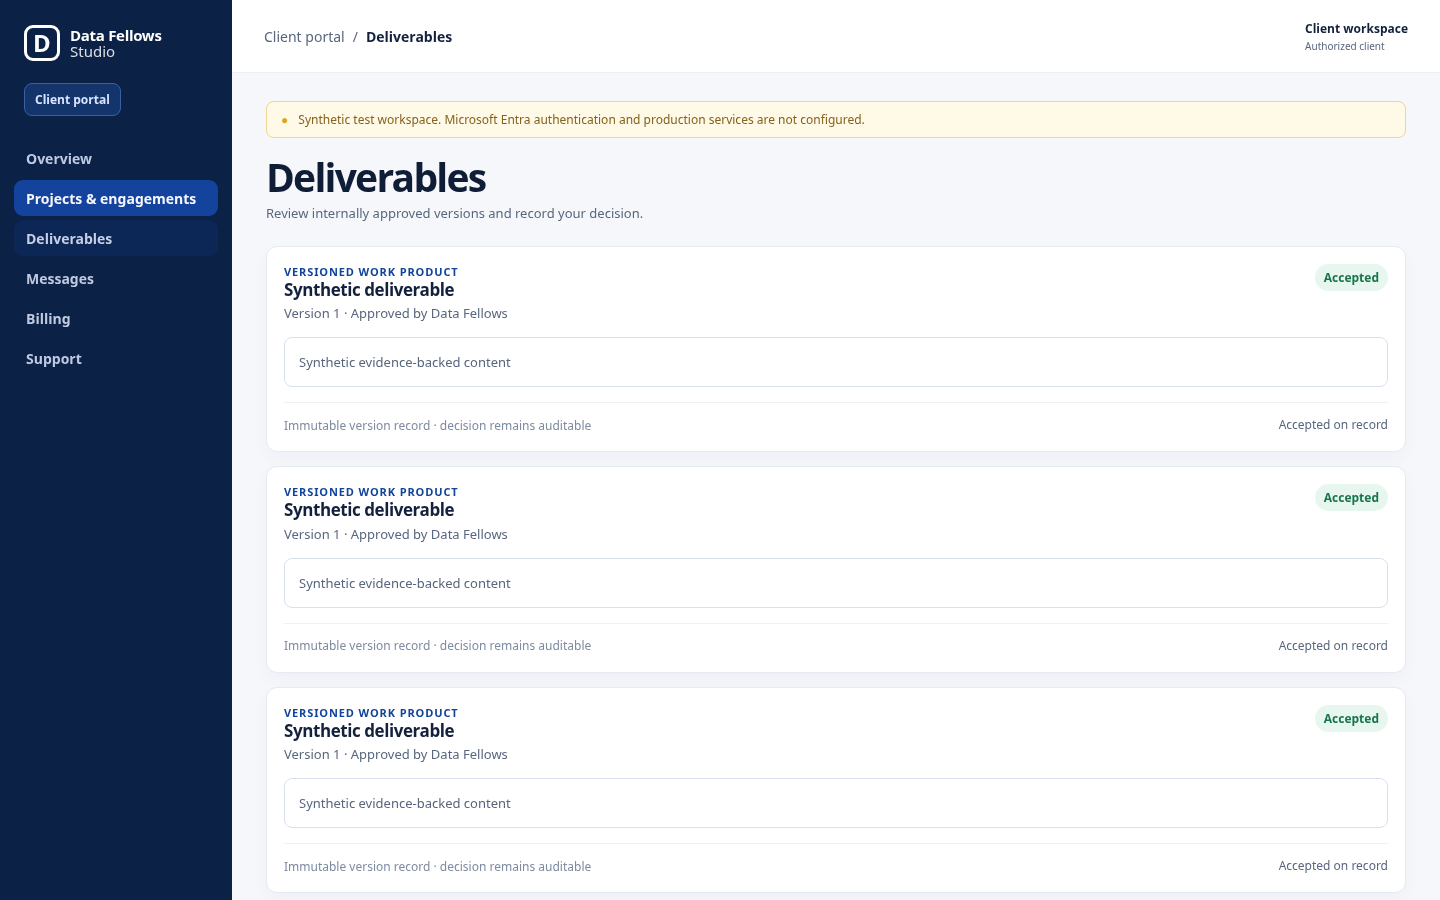 D
Data Fellows
Studio
Client portal
Overview
Projects & engagements
Deliverables
Messages
Billing
Support
Client portal / Deliverables
Client workspace
Authorized client
Synthetic test workspace. Microsoft Entra authentication and production services are not configured.
Deliverables
Review internally approved versions and record your decision.
VERSIONED WORK PRODUCT
Synthetic deliverable
Version 1 · Approved by Data Fellows
Accepted
Synthetic evidence-backed content
Immutable version record · decision remains auditable
Accepted on record
VERSIONED WORK PRODUCT
Synthetic deliverable
Version 1 · Approved by Data Fellows
Accepted
Synthetic evidence-backed content
Immutable version record · decision remains auditable
Accepted on record
VERSIONED WORK PRODUCT
Synthetic deliverable
Version 1 · Approved by Data Fellows
Accepted
Synthetic evidence-backed content
Immutable version record · decision remains auditable
Accepted on record